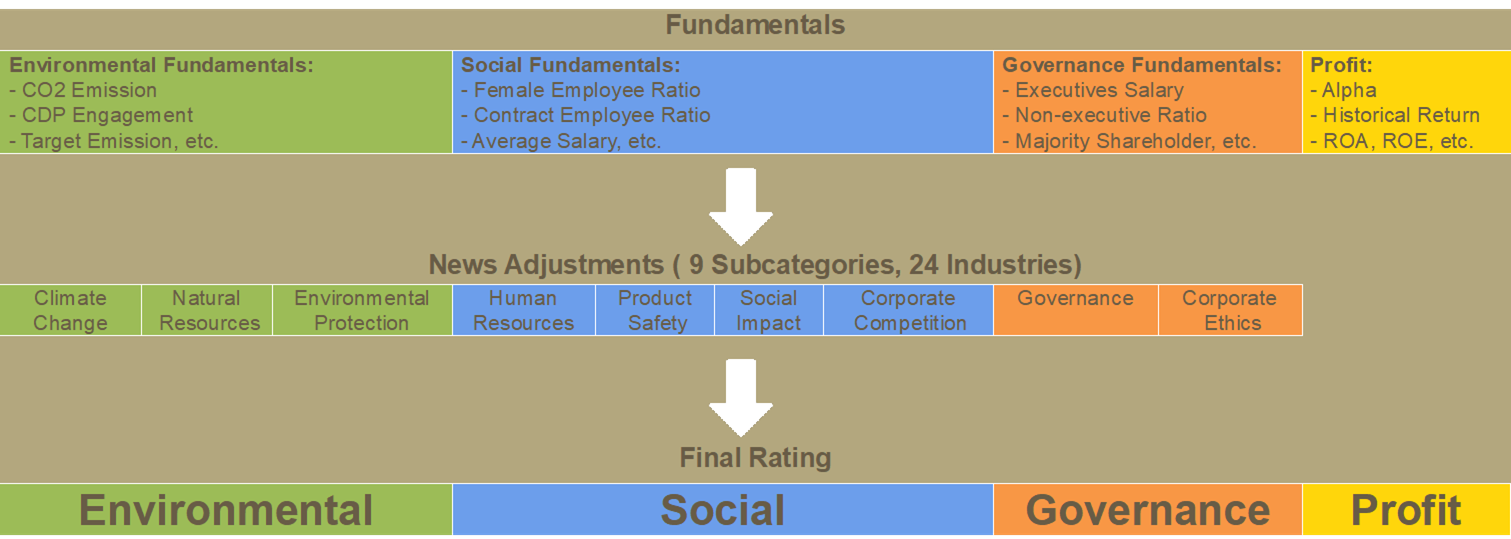 Fundamentals
Environmental Fundamentals:
- CO2 Emission
- CDP Engagement
- Target Emission, etc.
Social Fundamentals:
- Female Employee Ratio
- Contract Employee Ratio
- Average Salary, etc.
Governance Fundamentals:
- Executives Salary
- Non-executive Ratio
- Majority Shareholder, etc.
Profit:
- Alpha
- Historical Return
- ROA, ROE, etc.
News Adjustments ( 9 Subcategories, 24 Industries)
Climate
Change
Natural
Resources
Environmental
Protection
Human
Resources
Product
Safety
Social
Impact
Corporate
Competition
Governance
Corporate
Ethics
Final Rating
Environmental
Social
Governance
Profit